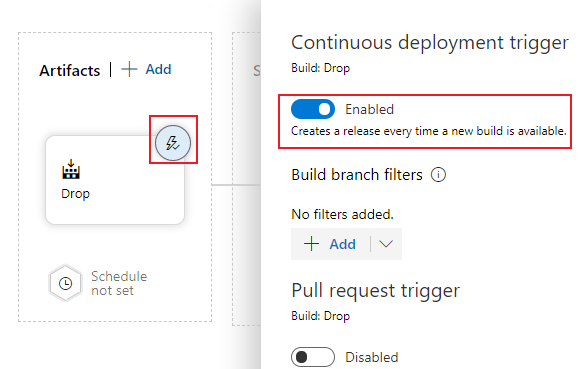 Artifacts | + Add
Drop
Schedule
not set
S
Continuous deployment trigger
Build: Drop
Enabled
Creates a release every time a new build is available.
Build branch filters
No filters added.
+ Add
Pull request trigger
Build: Drop
Disabled